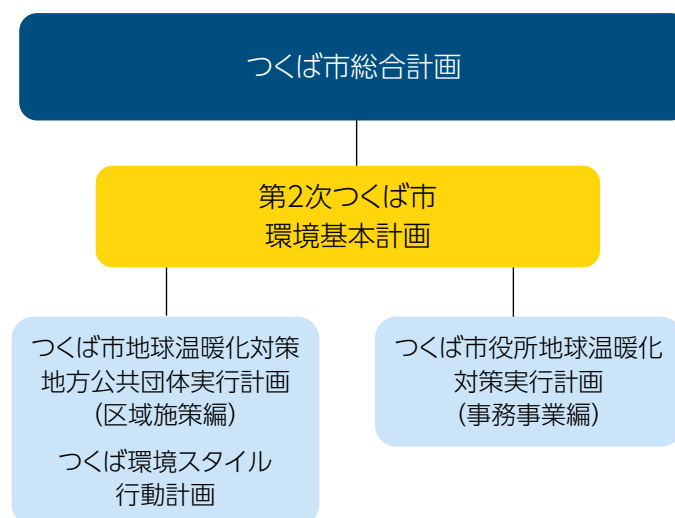 つくば市総合計画
第2次つくば市
環境基本計画
つくば市地球温暖化対策
地方公共団体実行計画
（区域施策編）
つくば環境スタイル
行動計画
つくば市役所地球温暖化
対策実行計画
（事務事業編）